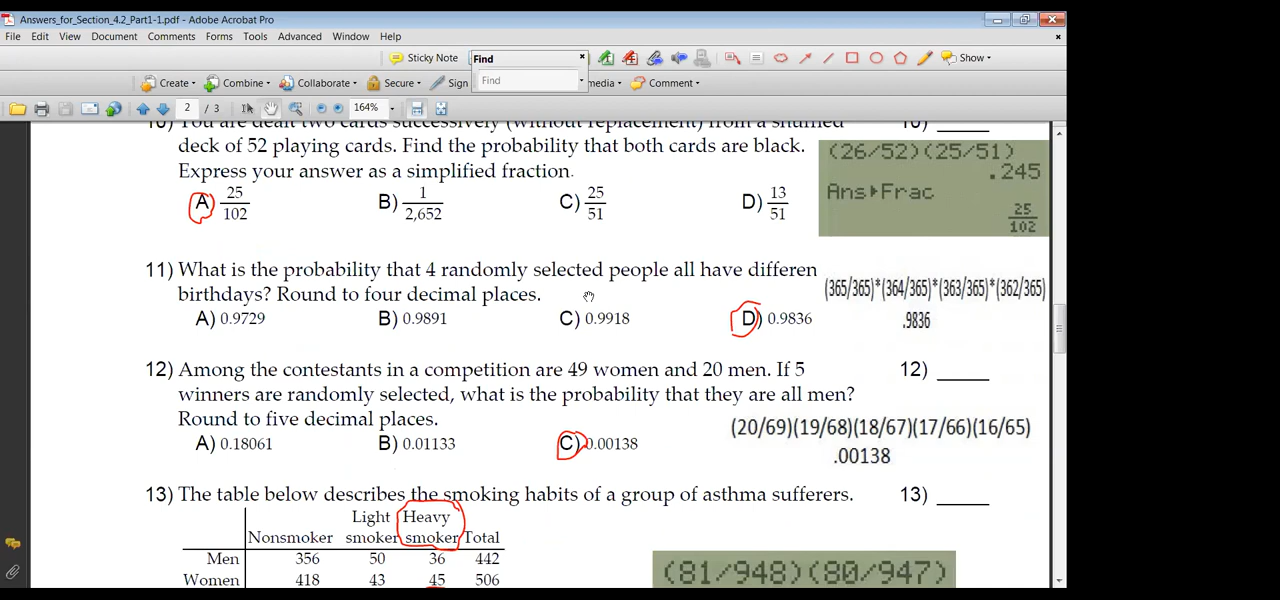 Answers_for_Section_4.2_Part1-1.pdf - Adobe Acrobat Pro
File Edit View Document Comments Forms Tools Advanced Window Help
Sticky Note Find media Show
Create Combine Collaborate Secure Sign Find Comment
2 / 3 164%
10) You are dealt two cards successively (without replacement) from a shuffled 10)
deck of 52 playing cards. Find the probability that both cards are black.
Express your answer as a simplified fraction.
(26/52)(25/51)
.245
Ans▸Frac
25/102
A) 25/102 B) 1/2,652 C) 25/51 D) 13/51
11) What is the probability that 4 randomly selected people all have differen
birthdays? Round to four decimal places.
(365/365)*(364/365)*(363/365)*(362/365)
.9836
A) 0.9729 B) 0.9891 C) 0.9918 D) 0.9836
12) Among the contestants in a competition are 49 women and 20 men. If 5 12)
winners are randomly selected, what is the probability that they are all men?
Round to five decimal places.
(20/69)(19/68)(18/67)(17/66)(16/65)
.00138
A) 0.18061 B) 0.01133 C) 0.00138
13) The table below describes the smoking habits of a group of asthma sufferers. 13)
Light Heavy
Nonsmoker smoker smoker Total
Men 356 50 36 442
Women 418 43 45 506
(81/948)(80/947)